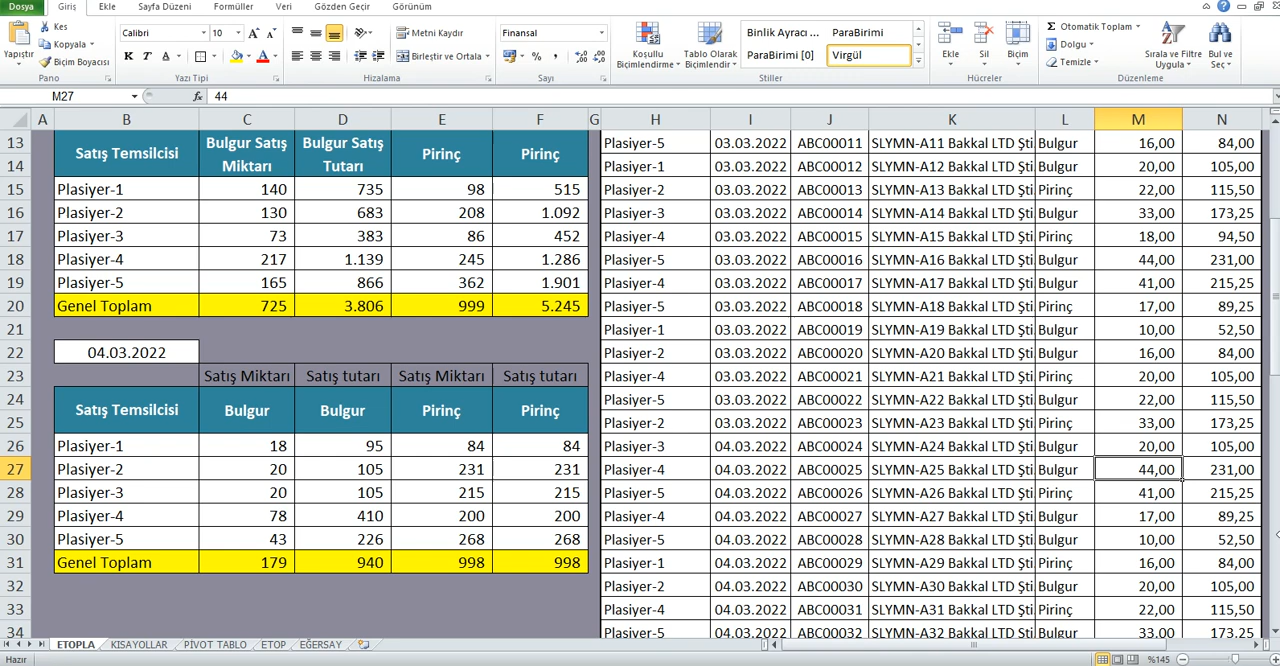 Dosya Giriş Ekle Sayfa Düzeni Formüller Veri Gözden Geçir Görünüm
Yapıştır Kes Kopyala Biçim Boyacısı Pano
Calibri 10 K T A Yazı Tipi
Metni Kaydır Birleştir ve Ortala Hizalama
Finansal % Sayı
Koşullu Biçimlendirme Tablo Olarak Biçimlendir Binlik Ayracı ... ParaBirimi ParaBirimi [0] Virgül Stiller
Ekle Sil Biçim Hücreler
Σ Otomatik Toplam Dolgu Temizle Sırala ve Filtre Uygula Bul ve Seç Düzenleme
M27 fx 44
A B C D E F G H I J K L M N
Satış Temsilcisi Bulgur Satış Miktarı Bulgur Satış Tutarı Pirinç Pirinç
13 Plasiyer-5 03.03.2022 ABC00011 SLYMN-A11 Bakkal LTD Şti. Bulgur 16,00 84,00
14 Plasiyer-1 03.03.2022 ABC00012 SLYMN-A12 Bakkal LTD Şti. Bulgur 20,00 105,00
15 Plasiyer-1 140 735 98 515 Plasiyer-2 03.03.2022 ABC00013 SLYMN-A13 Bakkal LTD Şti. Pirinç 22,00 115,50
16 Plasiyer-2 130 683 208 1.092 Plasiyer-3 03.03.2022 ABC00014 SLYMN-A14 Bakkal LTD Şti. Bulgur 33,00 173,25
17 Plasiyer-3 73 383 86 452 Plasiyer-4 03.03.2022 ABC00015 SLYMN-A15 Bakkal LTD Şti. Pirinç 18,00 94,50
18 Plasiyer-4 217 1.139 245 1.286 Plasiyer-5 03.03.2022 ABC00016 SLYMN-A16 Bakkal LTD Şti. Bulgur 44,00 231,00
19 Plasiyer-5 165 866 362 1.901 Plasiyer-4 03.03.2022 ABC00017 SLYMN-A17 Bakkal LTD Şti. Bulgur 41,00 215,25
20 Genel Toplam 725 3.806 999 5.245 Plasiyer-5 03.03.2022 ABC00018 SLYMN-A18 Bakkal LTD Şti. Pirinç 17,00 89,25
21 Plasiyer-1 03.03.2022 ABC00019 SLYMN-A19 Bakkal LTD Şti. Bulgur 10,00 52,50
22 04.03.2022 Plasiyer-2 03.03.2022 ABC00020 SLYMN-A20 Bakkal LTD Şti. Bulgur 16,00 84,00
23 Satış Miktarı Satış tutarı Satış Miktarı Satış tutarı Plasiyer-4 03.03.2022 ABC00021 SLYMN-A21 Bakkal LTD Şti. Pirinç 20,00 105,00
Satış Temsilcisi Bulgur Bulgur Pirinç Pirinç
24 Plasiyer-5 03.03.2022 ABC00022 SLYMN-A22 Bakkal LTD Şti. Bulgur 22,00 115,50
25 Plasiyer-2 03.03.2022 ABC00023 SLYMN-A23 Bakkal LTD Şti. Pirinç 33,00 173,25
26 Plasiyer-1 18 95 84 84 Plasiyer-3 04.03.2022 ABC00024 SLYMN-A24 Bakkal LTD Şti. Bulgur 20,00 105,00
27 Plasiyer-2 20 105 231 231 Plasiyer-4 04.03.2022 ABC00025 SLYMN-A25 Bakkal LTD Şti. Bulgur 44,00 231,00
28 Plasiyer-3 20 105 215 215 Plasiyer-5 04.03.2022 ABC00026 SLYMN-A26 Bakkal LTD Şti. Pirinç 41,00 215,25
29 Plasiyer-4 78 410 200 200 Plasiyer-4 04.03.2022 ABC00027 SLYMN-A27 Bakkal LTD Şti. Bulgur 17,00 89,25
30 Plasiyer-5 43 226 268 268 Plasiyer-5 04.03.2022 ABC00028 SLYMN-A28 Bakkal LTD Şti. Bulgur 10,00 52,50
31 Genel Toplam 179 940 998 998 Plasiyer-1 04.03.2022 ABC00029 SLYMN-A29 Bakkal LTD Şti. Pirinç 16,00 84,00
32 Plasiyer-2 04.03.2022 ABC00030 SLYMN-A30 Bakkal LTD Şti. Bulgur 20,00 105,00
33 Plasiyer-4 04.03.2022 ABC00031 SLYMN-A31 Bakkal LTD Şti. Pirinç 22,00 115,50
34 Plasiyer-5 04.03.2022 ABC00032 SLYMN-A32 Bakkal LTD Şti. Bulgur 33,00 173,25
ETOPLA KISAYOLLAR PİVOT TABLO ETOP EĞERSAY
Hazır %145